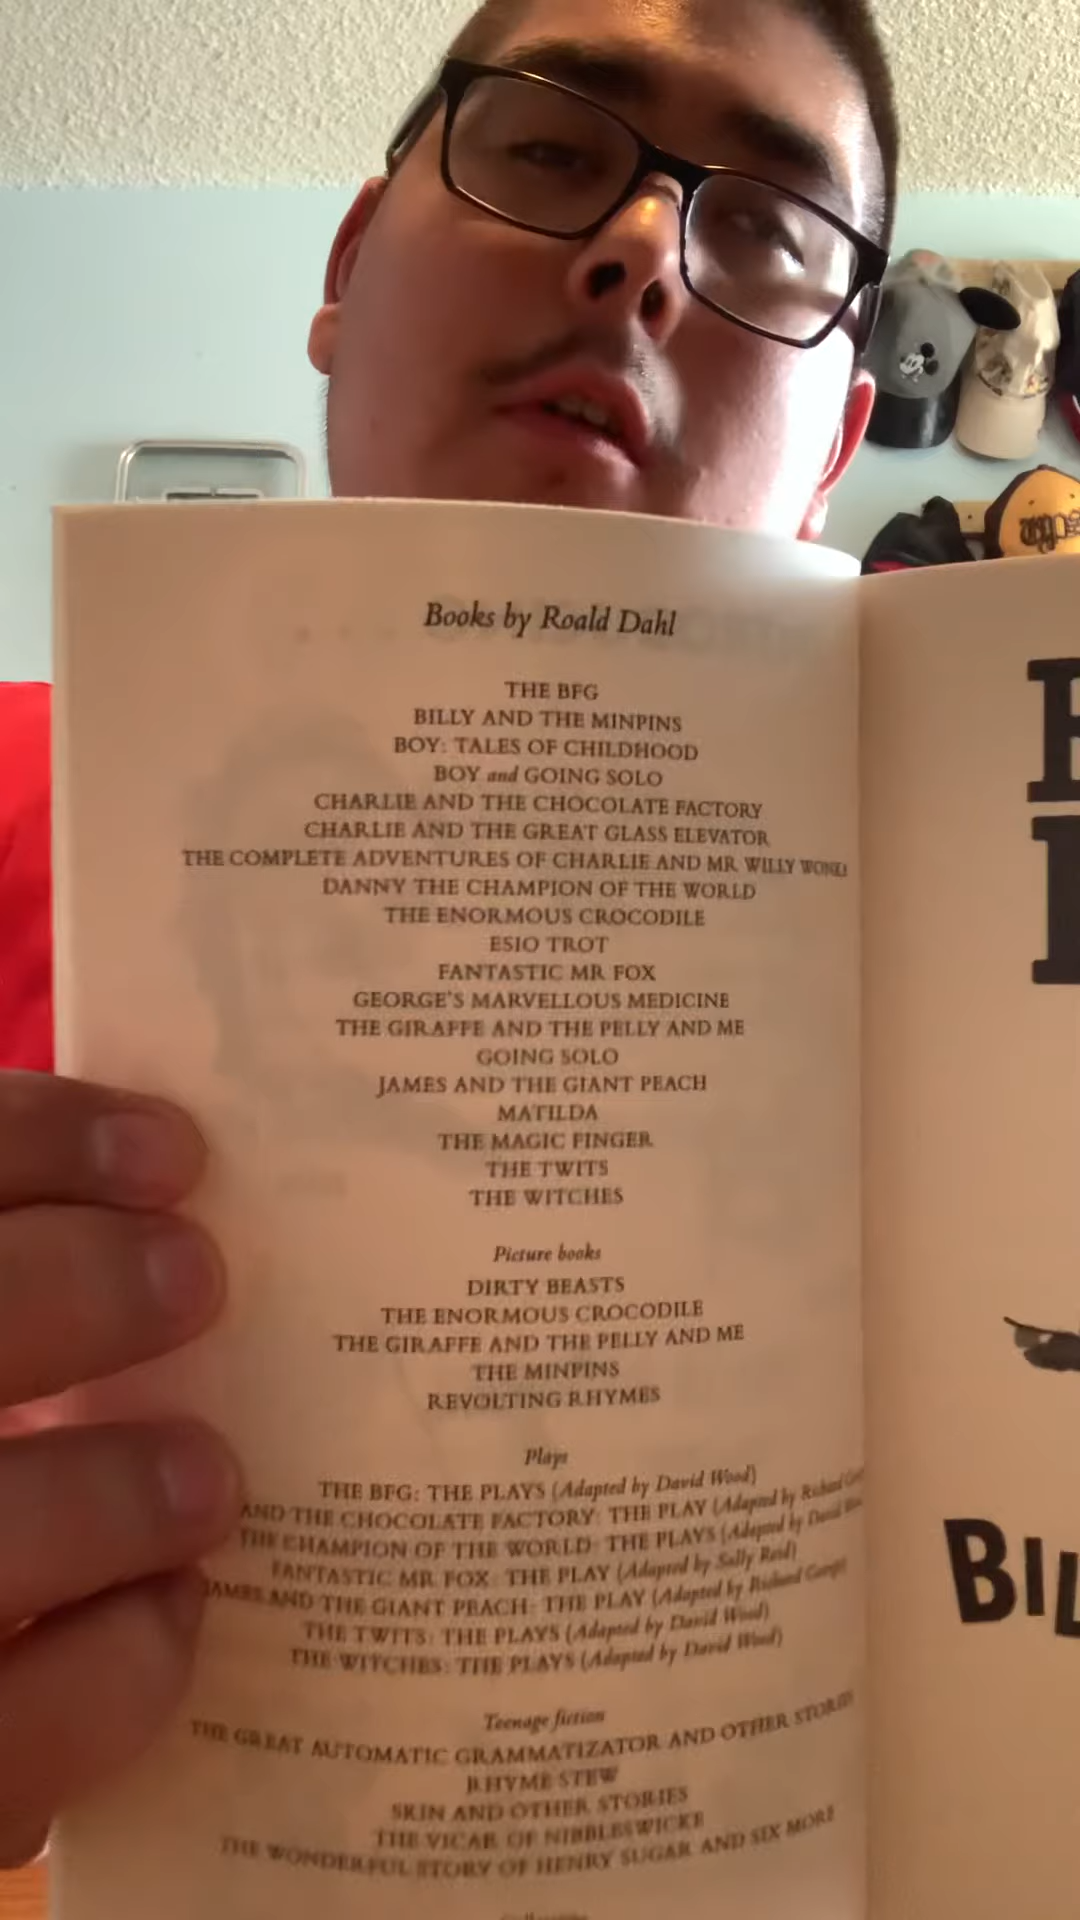 Books by Roald Dahl
THE BFG
BILLY AND THE MINPINS
BOY: TALES OF CHILDHOOD
BOY and GOING SOLO
CHARLIE AND THE CHOCOLATE FACTORY
CHARLIE AND THE GREAT GLASS ELEVATOR
THE COMPLETE ADVENTURES OF CHARLIE AND MR WILLY WONKA
DANNY THE CHAMPION OF THE WORLD
THE ENORMOUS CROCODILE
ESIO TROT
FANTASTIC MR FOX
GEORGE'S MARVELLOUS MEDICINE
THE GIRAFFE AND THE PELLY AND ME
GOING SOLO
JAMES AND THE GIANT PEACH
MATILDA
THE MAGIC FINGER
THE TWITS
THE WITCHES
Picture books
DIRTY BEASTS
THE ENORMOUS CROCODILE
THE GIRAFFE AND THE PELLY AND ME
THE MINPINS
REVOLTING RHYMES
Plays
THE BFG: THE PLAYS (Adapted by David Wood)
AND THE CHOCOLATE FACTORY: THE PLAY (Adapted by Richard
THE CHAMPION OF THE WORLD: THE PLAYS (Adapted by David
FANTASTIC MR FOX: THE PLAY (Adapted by Sally Reid)
JAMES AND THE GIANT PEACH: THE PLAY (Adapted by Richard
THE TWITS: THE PLAYS (Adapted by David Wood)
THE WITCHES: THE PLAYS (Adapted by David Wood)
Teenage fiction
THE GREAT AUTOMATIC GRAMMATIZATOR AND OTHER STORIES
RHYME STEW
SKIN AND OTHER STORIES
THE VICAR OF NIBBLESWICKE
THE WONDERFUL STORY OF HENRY SUGAR AND SIX MORE
BIL